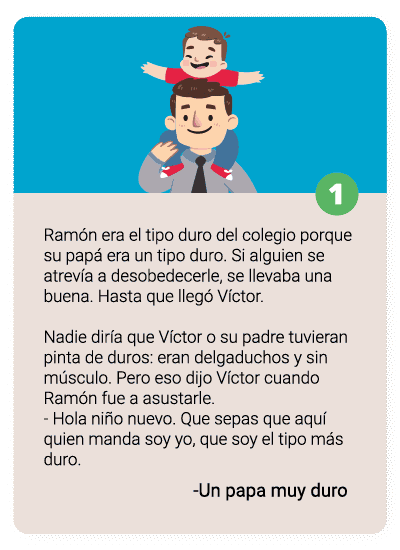 1
Ramón era el tipo duro del colegio porque
su papá era un tipo duro. Si alguien se
atrevía a desobedecerle, se llevaba una
buena. Hasta que llegó Víctor.
Nadie diría que Víctor o su padre tuvieran
pinta de duros: eran delgaduchos y sin
músculo. Pero eso dijo Víctor cuando
Ramón fue a asustarle.
- Hola niño nuevo. Que sepas que aquí
quien manda soy yo, que soy el tipo más
duro.
-Un papa muy duro